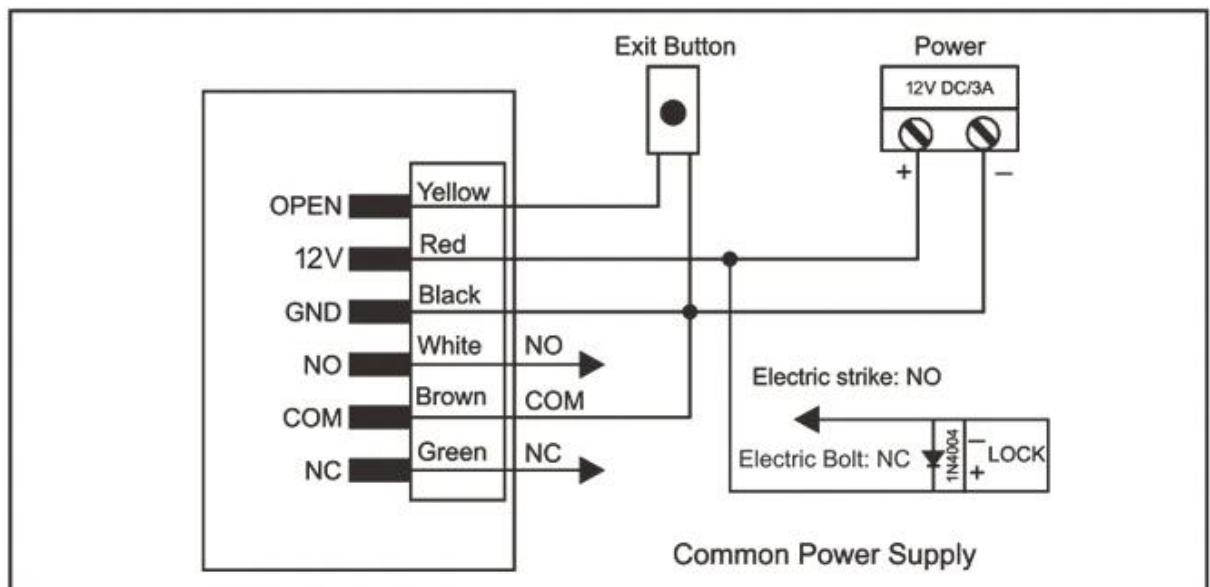 Exit Button
Power
12V DC/3A
+ –
OPEN Yellow
12V Red
GND Black
NO White NO
COM Brown COM
NC Green NC
Electric strike: NO
Electric Bolt: NC
1N4004
– +
LOCK
Common Power Supply